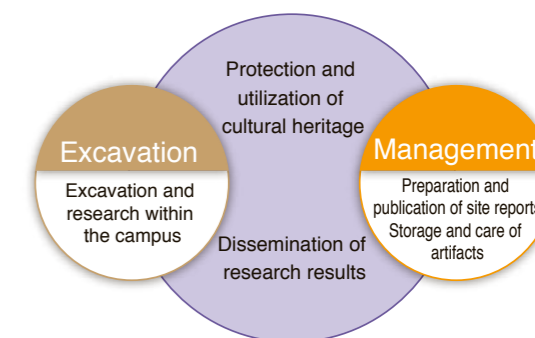 Protection and
utilization of
cultural heritage
Excavation
Excavation and
research within
the campus
Management
Preparation and
publication of site reports
Storage and care of
artifacts
Dissemination of
research results